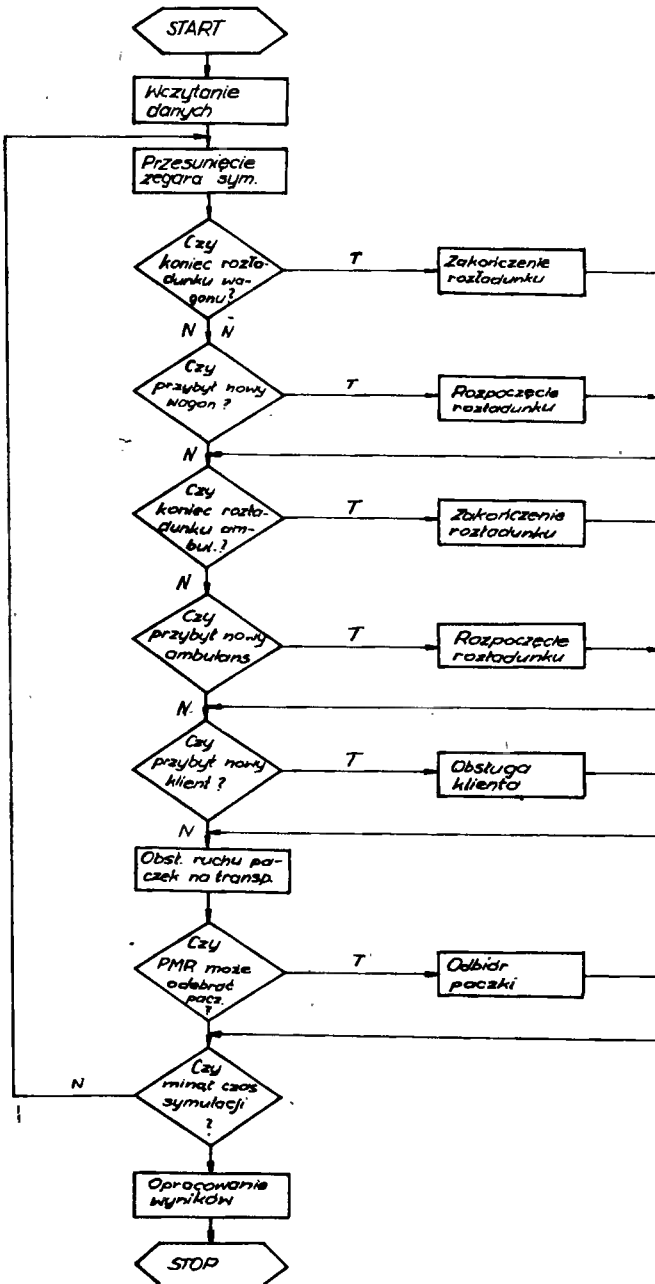 START
Wczytanie
danych
Przesunięcie
zegara sym.
Czy
koniec rozła-
dunku wa-
gonu?
T
Zakończenie
rozładunku
N N
Czy
przybył nowy
wagon ?
T
Rozpoczęcie
rozładunku
N
Czy
koniec rozła-
dunku am-
bul.?
T
Zakończenie
rozładunku
N
Czy
przybył nowy
ambulans
T
Rozpoczęcie
rozładunku
N
Czy
przybył nowy
klient ?
T
Obsługa
klienta
N
Obsł. ruchu pa-
czek na transp.
Czy
PMR może
odebrać
pacz.
?
T
Odbiór
paczki
Czy
minął czas
symulacji
?
N
Opracowanie
wyników
STOP